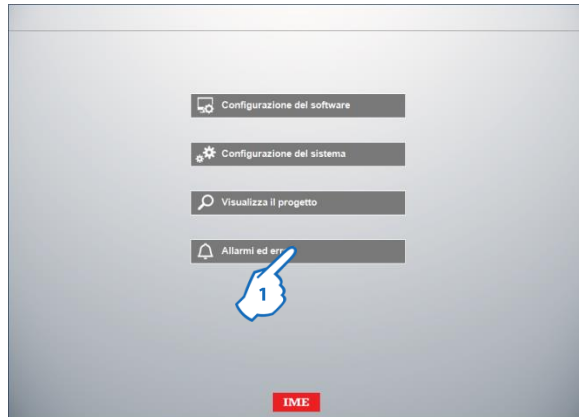 Configurazione del software
Configurazione del sistema
Visualizza il progetto
Allarmi ed
1
IME